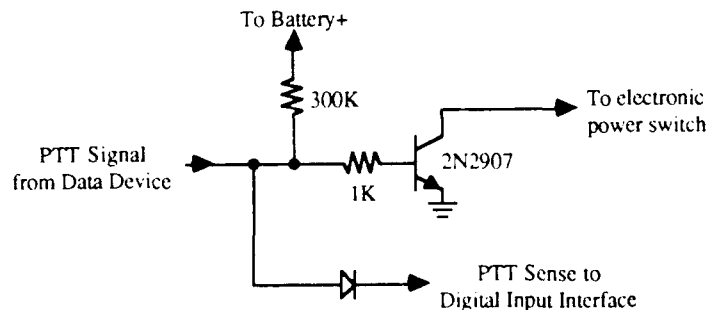 To Battery+
300K
To electronic
power switch
PTT Signal
from Data Device
2N2907
1K
PTT Sense to
Digital Input Interface